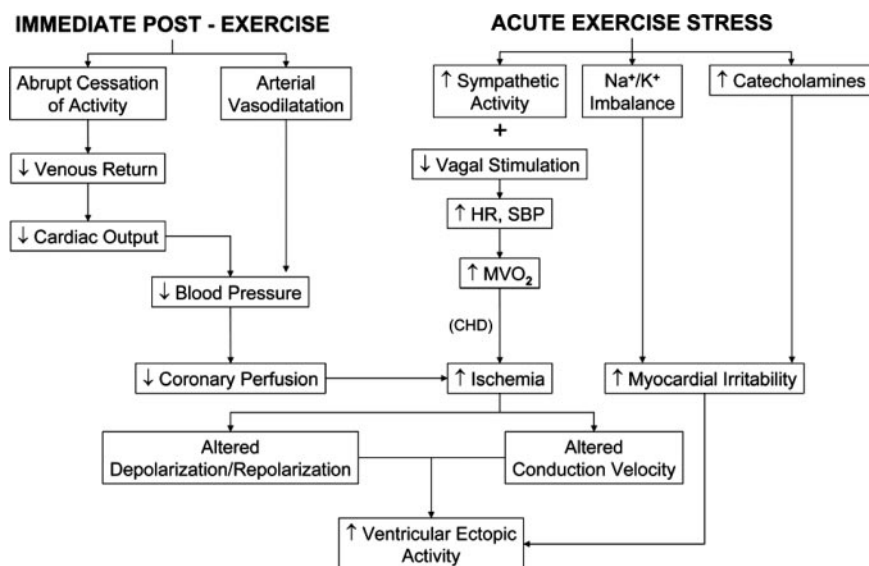 IMMEDIATE POST - EXERCISE
Abrupt Cessation
of Activity
Arterial
Vasodilatation
↓ Venous Return
↓ Cardiac Output
↓ Blood Pressure
↓ Coronary Perfusion
ACUTE EXERCISE STRESS
↑ Sympathetic
Activity
+
↓ Vagal Stimulation
↑ HR, SBP
↑ MVO₂
(CHD)
↑ Ischemia
Na⁺/K⁺
Imbalance
↑ Catecholamines
↑ Myocardial Irritability
Altered
Depolarization/Repolarization
Altered
Conduction Velocity
↑ Ventricular Ectopic
Activity